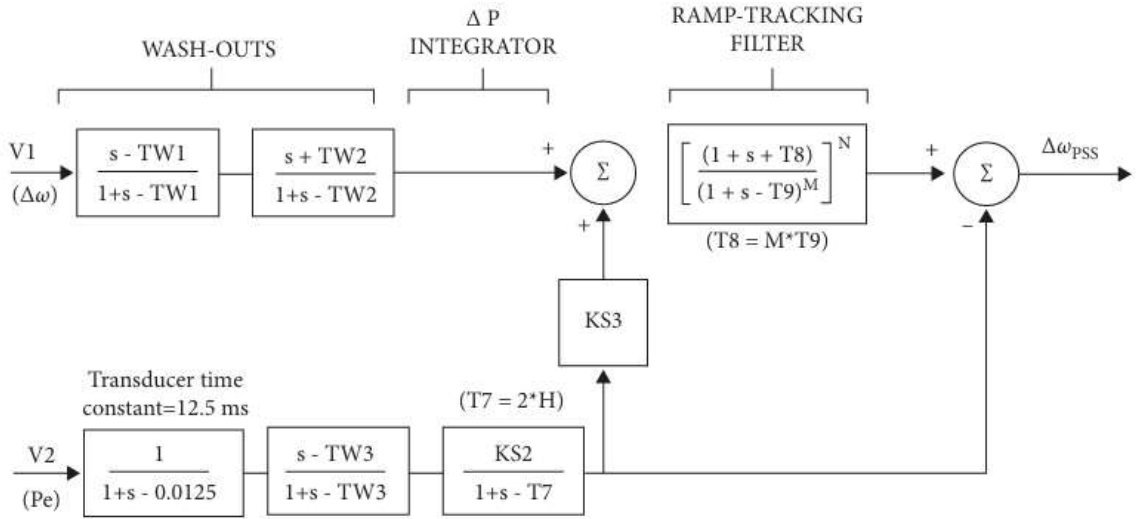 WASH-OUTS
Δ P
INTEGRATOR
RAMP-TRACKING
FILTER
V1
(Δω)
s - TW1
1+s - TW1
s + TW2
1+s - TW2
+
Σ
+
[(1 + s + T8)
(1 + s - T9)^M]^N
(T8 = M*T9)
+
Σ
−
Δω_PSS
KS3
Transducer time
constant=12.5 ms
(T7 = 2*H)
V2
(Pe)
1
1+s - 0.0125
s - TW3
1+s - TW3
KS2
1+s - T7